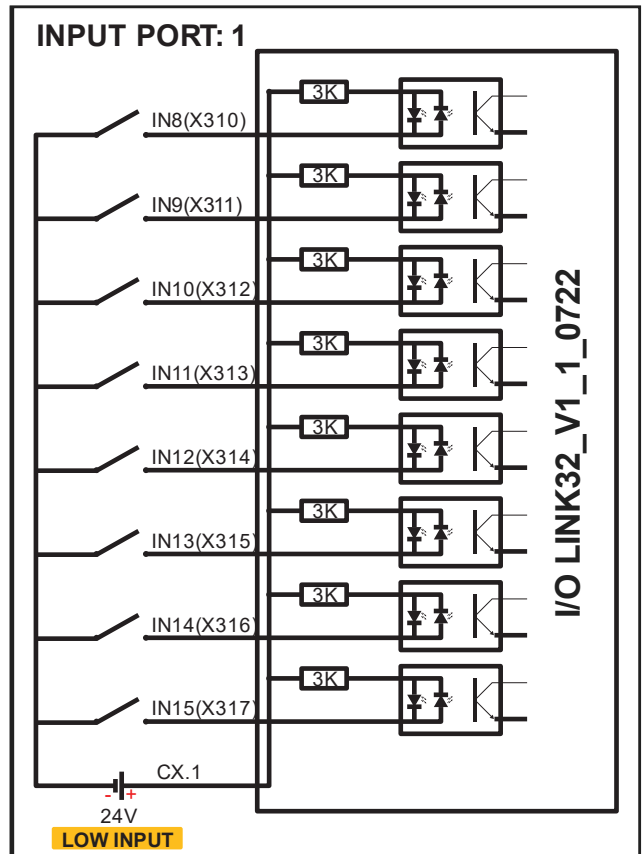 INPUT PORT: 1
3K
IN8(X310)
3K
IN9(X311)
3K
IN10(X312)
3K
IN11(X313)
3K
IN12(X314)
3K
IN13(X315)
3K
IN14(X316)
3K
IN15(X317)
I/O LINK32_V1_1_0722
CX.1
- +
24V
LOW INPUT